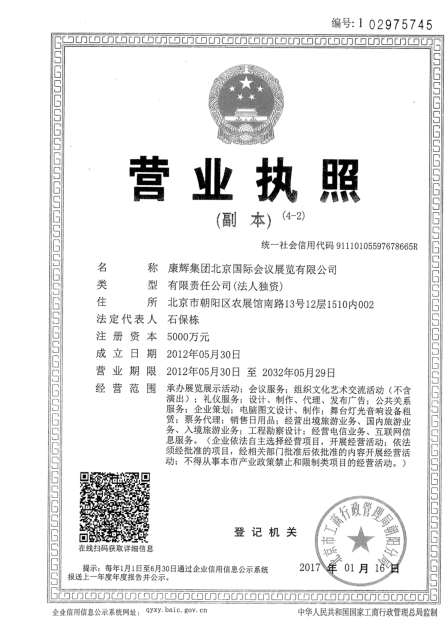 编号:1 02975745
营业执照
(副 本) (4-2)
统一社会信用代码 91110105597678665R
名 称 康辉集团北京国际会议展览有限公司
类 型 有限责任公司(法人独资)
住 所 北京市朝阳区农展馆南路13号12层1510内002
法定代表人 石保栋
注册资本 5000万元
成立日期 2012年05月30日
营业期限 2012年05月30日 至 2032年05月29日
经营范围 承办展览展示活动；会议服务；组织文化艺术交流活动（不含
演出）；礼仪服务；设计、制作、代理、发布广告；公共关系
服务；企业策划；电脑图文设计、制作；舞台灯光音响设备租
赁；票务代理；销售日用品；经营出境旅游业务、国内旅游业
务、入境旅游业务；工程勘察设计；经营电信业务、互联网信
息服务。（企业依法自主选择经营项目，开展经营活动；依法
须经批准的项目，经相关部门批准后依批准的内容开展经营活
动；不得从事本市产业政策禁止和限制类项目的经营活动。）
在线扫码获取详细信息
登记机关
北京市工商行政管理局朝阳分局
2017 年 01 月 16 日
提示：每年1月1日至6月30日通过企业信用信息公示系统
报送上一年度年度报告并公示。
企业信用信息公示系统网址： qyxy.baic.gov.cn
中华人民共和国国家工商行政管理总局监制